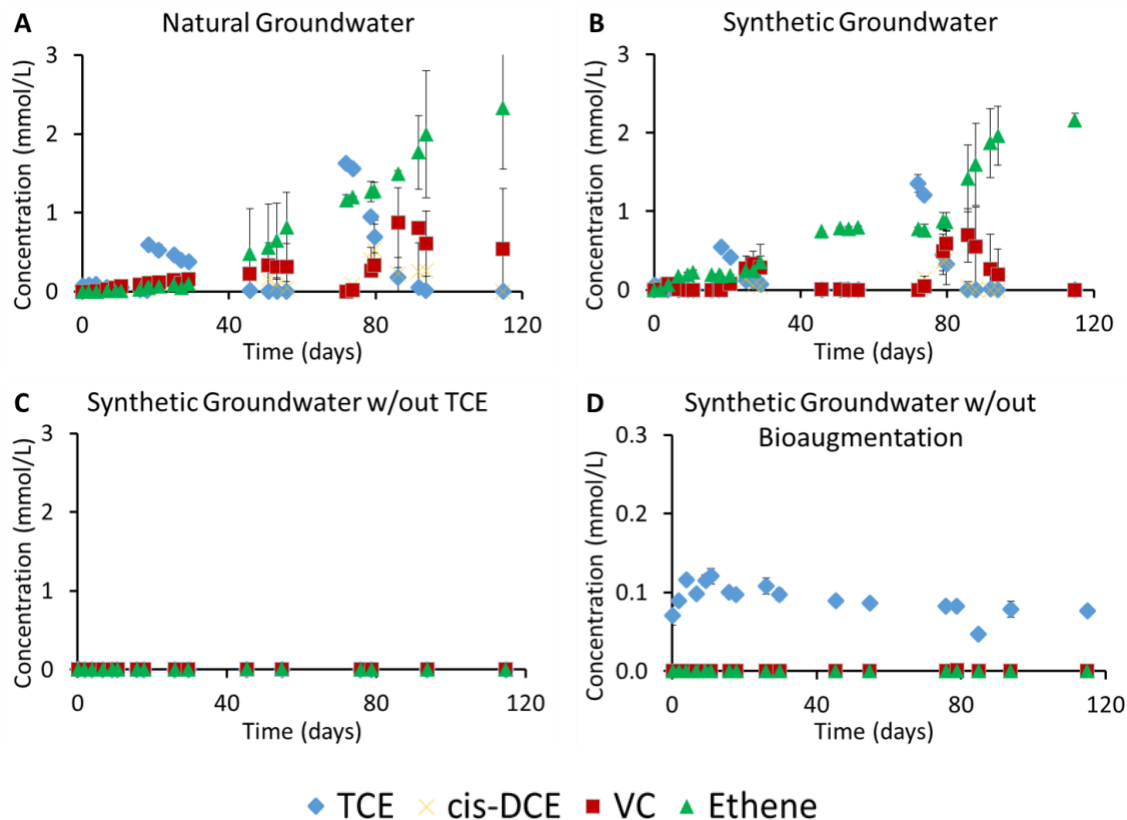 A Natural Groundwater
Concentration (mmol/L)
3
2
1
0
0 40 80 120
Time (days)
B Synthetic Groundwater
Concentration (mmol/L)
3
2
1
0
0 40 80 120
Time (days)
C Synthetic Groundwater w/out TCE
Concentration (mmol/L)
3
2
1
0
0 40 80 120
Time (days)
D Synthetic Groundwater w/out
Bioaugmentation
Concentration (mmol/L)
0.3
0.2
0.1
0.0
0 40 80 120
Time (days)
TCE cis-DCE VC Ethene